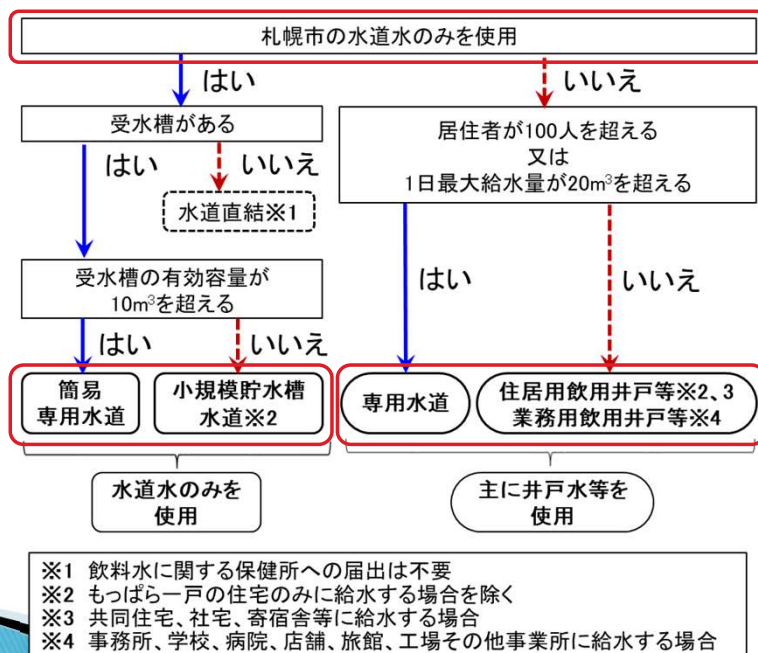 札幌市の水道水のみを使用
はい
いいえ
受水槽がある
居住者が100人を超える
又は
1日最大給水量が20m³を超える
はい
いいえ
水道直結※1
受水槽の有効容量が
10m³を超える
はい
いいえ
はい
いいえ
簡易
専用水道
小規模貯水槽
水道※2
専用水道
住居用飲用井戸等※2、3
業務用飲用井戸等※4
水道水のみを
使用
主に井戸水等を
使用
※1 飲料水に関する保健所への届出は不要
※2 もっぱら一戸の住宅のみに給水する場合を除く
※3 共同住宅、社宅、寄宿舎等に給水する場合
※4 事務所、学校、病院、店舗、旅館、工場その他事業所に給水する場合